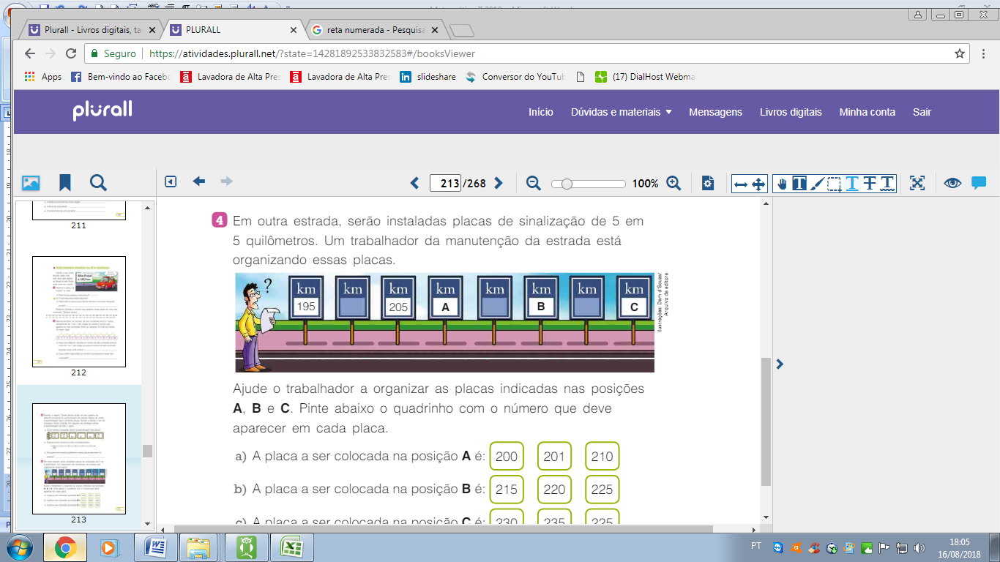 Plurall - Livros digitais, ta
PLURALL
reta numerada - Pesquisa
Seguro
https://atividades.plurall.net/?state=14281892533832583#/booksViewer
Apps
Bem-vindo ao Facebo
Lavadora de Alta Pres
Lavadora de Alta Pres
slideshare
Conversor do YouTub
(17) DialHost Webma
plurall
Início
Dúvidas e materiais
Mensagens
Livros digitais
Minha conta
Sair
213 /268
100%
211
212
213
4 Em outra estrada, serão instaladas placas de sinalização de 5 em
5 quilômetros. Um trabalhador da manutenção da estrada está
organizando essas placas.
?
km km km km km km km km
195 205 A B C
Ilustrações: Dam d'Souza/
Arquivo da editora
Ajude o trabalhador a organizar as placas indicadas nas posições
A, B e C. Pinte abaixo o quadrinho com o número que deve
aparecer em cada placa.
a) A placa a ser colocada na posição A é: 200 201 210
b) A placa a ser colocada na posição B é: 215 220 225
c) A placa a ser colocada na posição C é: 230 235 225
PT
18:05
16/08/2018